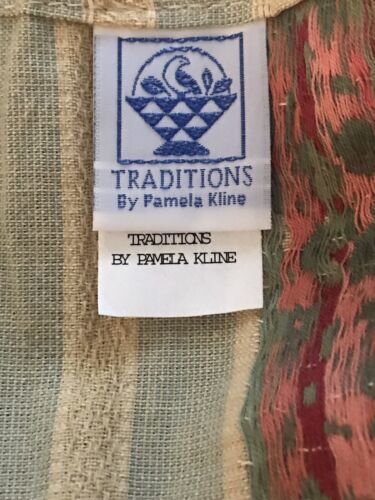 TRADITIONS
By Pamela Kline
TRADITIONS
BY PAMELA KLINE